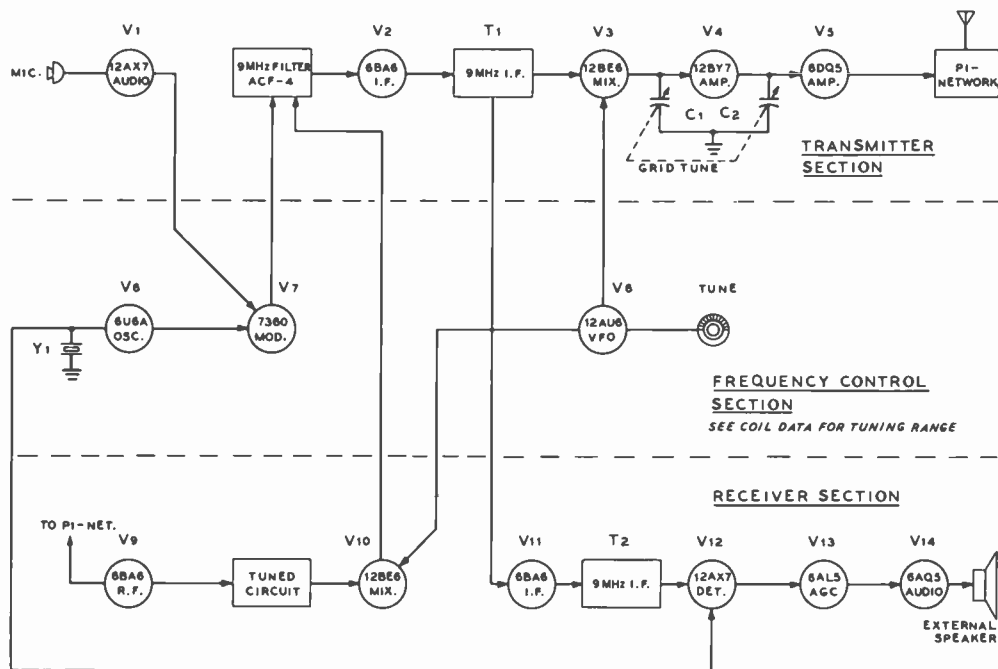 V1
V2
T1
V3
V4
V5
MIC.
12AX7
AUDIO
9MHz FILTER
ACF-4
6BA6
I.F.
9MHz I.F.
12BE6
MIX.
12BY7
AMP.
6DQ5
AMP.
PI-
NETWORK
C1 C2
GRID TUNE
TRANSMITTER
SECTION
V6
V7
V8
TUNE
6U6A
OSC.
7360
MOD.
12AU6
VFO
Y1
FREQUENCY CONTROL
SECTION
SEE COIL DATA FOR TUNING RANGE
RECEIVER SECTION
TO PI-NET.
V9
V10
V11
T2
V12
V13
V14
6BA6
R.F.
TUNED
CIRCUIT
12BE6
MIX.
6BA6
I.F.
9MHz I.F.
12AX7
DET.
6AL5
AGC
6AQ5
AUDIO
EXTERNAL
SPEAKER